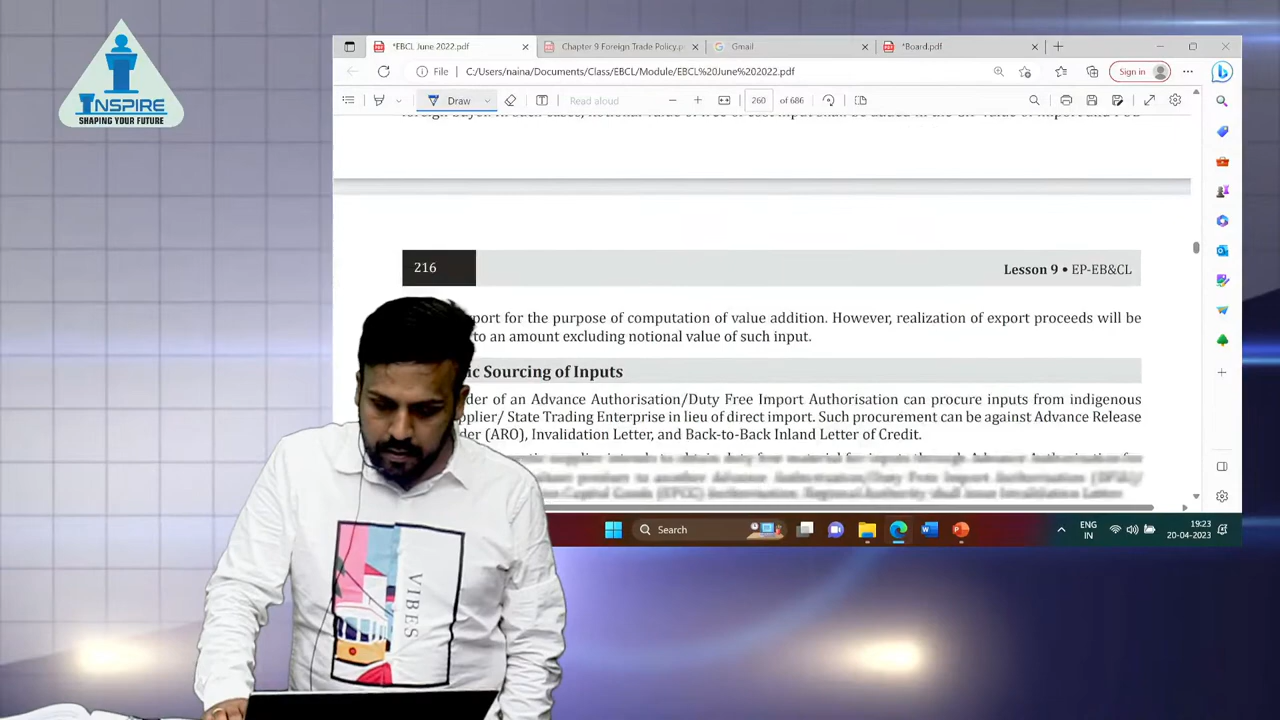 INSPIRE
SHAPING YOUR FUTURE
*EBCL June 2022.pdf
Chapter 9 Foreign Trade Policy.p
Gmail
*Board.pdf
File
C:/Users/naina/Documents/Class/EBCL/Module/EBCL%20June%202022.pdf
Sign in
Draw
Read aloud
260
of 686
216
Lesson 9 • EP-EB&CL
port for the purpose of computation of value addition. However, realization of export proceeds will be
to an amount excluding notional value of such input.
ic Sourcing of Inputs
der of an Advance Authorisation/Duty Free Import Authorisation can procure inputs from indigenous
pplier/ State Trading Enterprise in lieu of direct import. Such procurement can be against Advance Release
der (ARO), Invalidation Letter, and Back-to-Back Inland Letter of Credit.
VIBES
Search
ENG
IN
19:23
20-04-2023